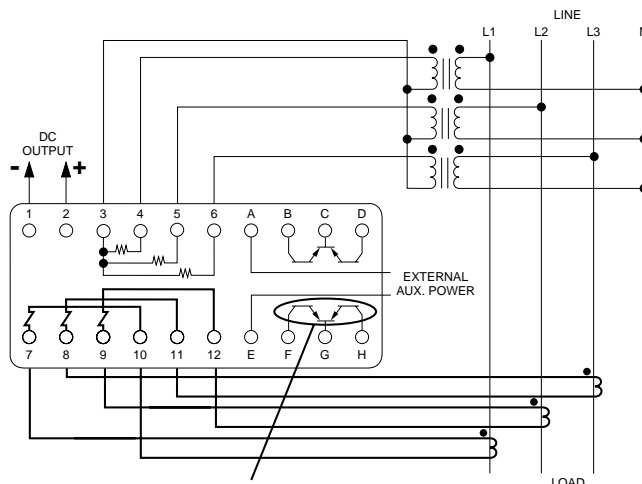 LINE
L1 L2 L3 N
DC
OUTPUT
- +
1 2 3 4 5 6 A B C D
EXTERNAL
AUX. POWER
7 8 9 10 11 12 E F G H
LOAD